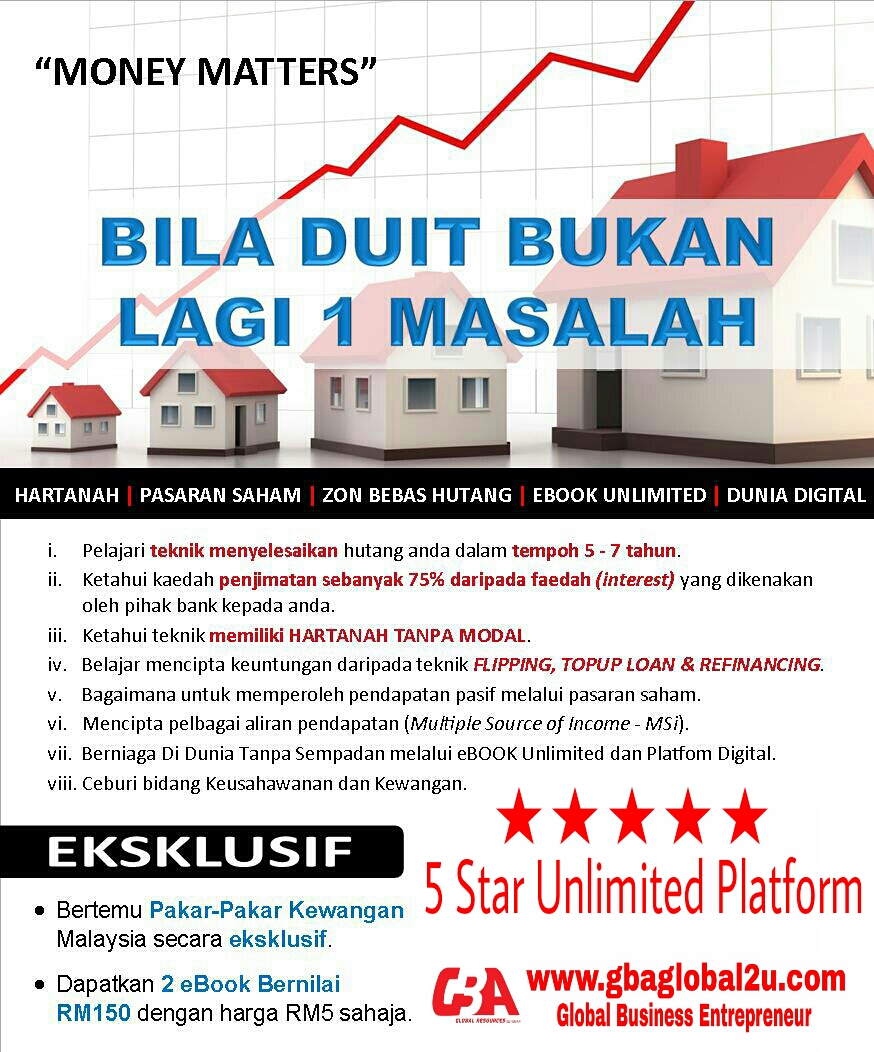 “MONEY MATTERS”
BILA DUIT BUKAN
LAGI 1 MASALAH
HARTANAH | PASARAN SAHAM | ZON BEBAS HUTANG | EBOOK UNLIMITED | DUNIA DIGITAL
i. Pelajari teknik menyelesaikan hutang anda dalam tempoh 5 - 7 tahun.
ii. Ketahui kaedah penjimatan sebanyak 75% daripada faedah (interest) yang dikenakan
oleh pihak bank kepada anda.
iii. Ketahui teknik memiliki HARTANAH TANPA MODAL.
iv. Belajar mencipta keuntungan daripada teknik FLIPPING, TOPUP LOAN & REFINANCING.
v. Bagaimana untuk memperoleh pendapatan pasif melalui pasaran saham.
vi. Mencipta pelbagai aliran pendapatan (Multiple Source of Income - MSi).
vii. Berniaga Di Dunia Tanpa Sempadan melalui eBOOK Unlimited dan Platfom Digital.
viii. Ceburi bidang Keusahawanan dan Kewangan.
EKSKLUSIF
• Bertemu Pakar-Pakar Kewangan
Malaysia secara eksklusif.
• Dapatkan 2 eBook Bernilai
RM150 dengan harga RM5 sahaja.
5 Star Unlimited Platform
GBA
GLOBAL RESOURCES
www.gbaglobal2u.com
Global Business Entrepreneur